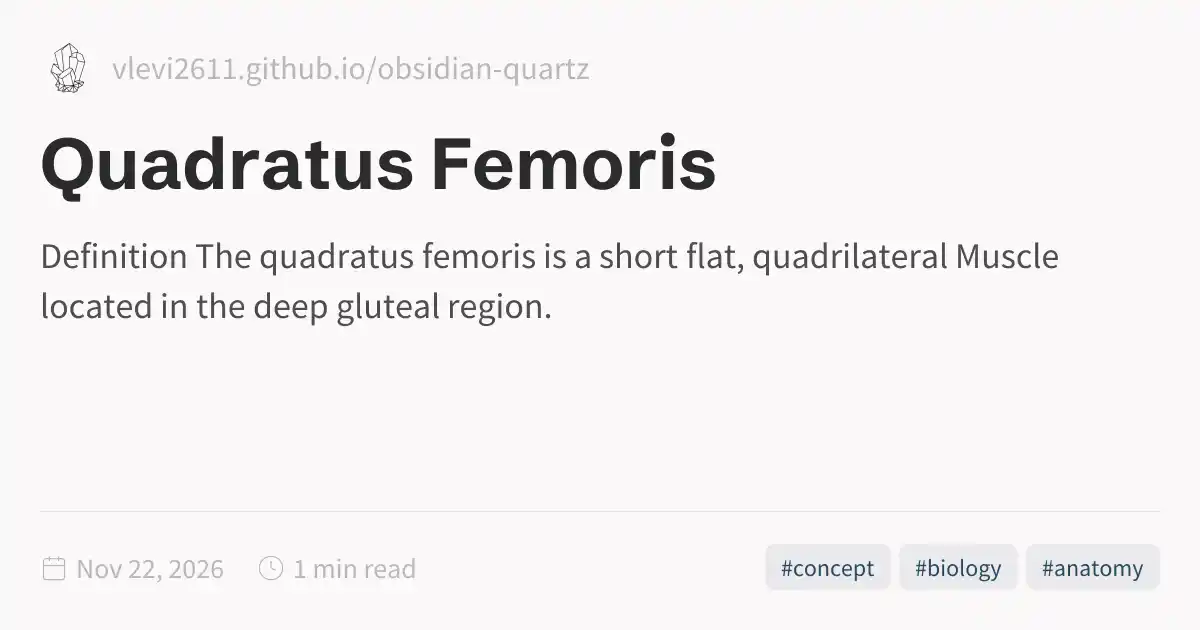 vlevi2611.github.io/obsidian-quartz
Quadratus Femoris
Definition The quadratus femoris is a short flat, quadrilateral Muscle
located in the deep gluteal region.
Nov 22, 2026 1 min read #concept #biology #anatomy